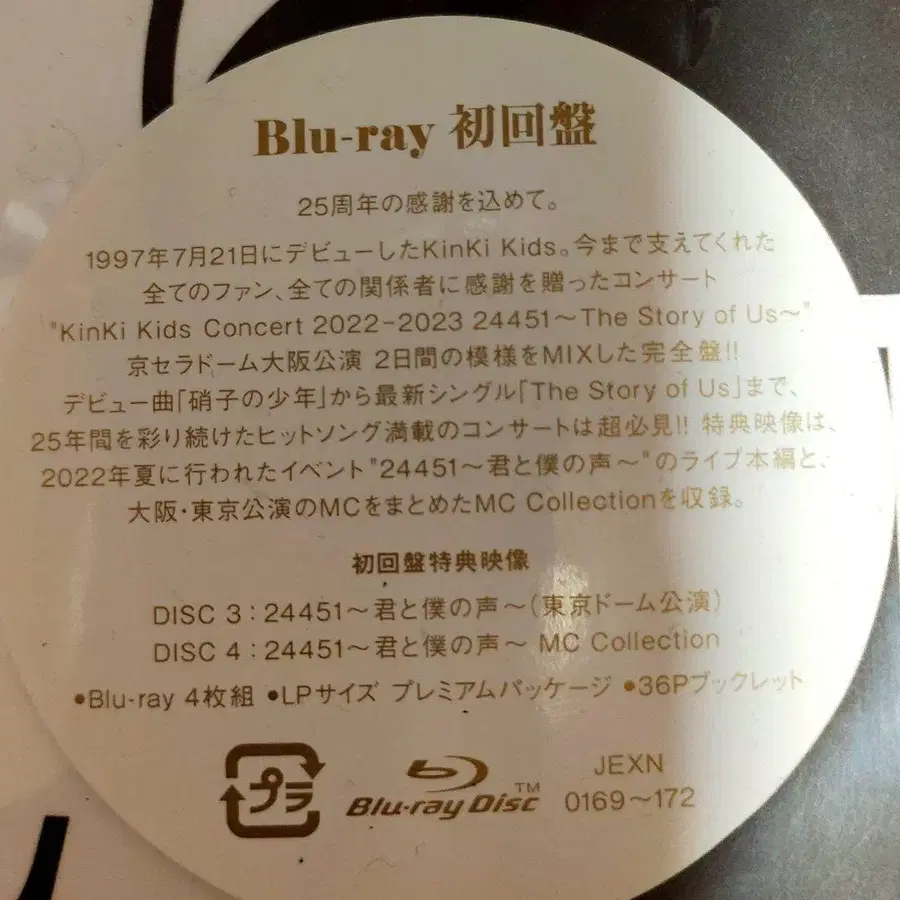 Blu-ray 初回盤
25周年の感謝を込めて。
1997年7月21日にデビューしたKinKi Kids。今まで支えてくれた
全てのファン、全ての関係者に感謝を贈ったコンサート
"KinKi Kids Concert 2022-2023 24451～The Story of Us～"
京セラドーム大阪公演 2日間の模様をMIXした完全盤!!
デビュー曲「硝子の少年」から最新シングル「The Story of Us」まで、
25年間を彩り続けたヒットソング満載のコンサートは超必見!! 特典映像は、
2022年夏に行われたイベント"24451～君と僕の声～"のライブ本編と、
大阪・東京公演のMCをまとめたMC Collectionを収録。
初回盤特典映像
DISC 3：24451～君と僕の声～(東京ドーム公演)
DISC 4：24451～君と僕の声～ MC Collection
•Blu-ray 4枚組 •LPサイズ プレミアムパッケージ •36Pブックレット
プラ
Blu-ray Disc™
JEXN
0169～172